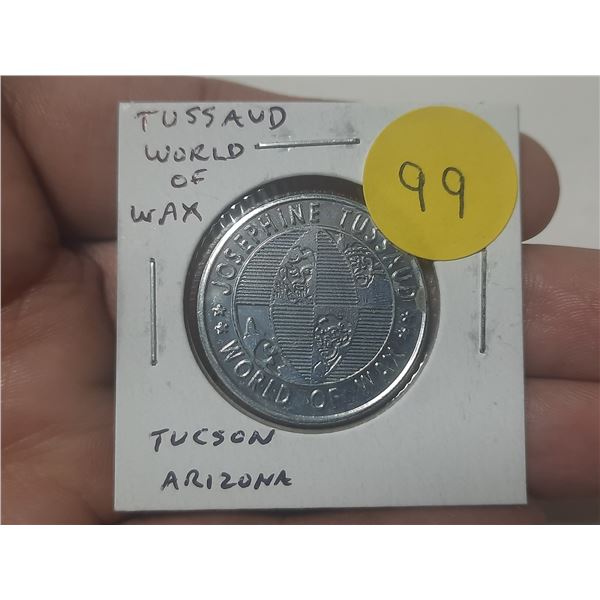 TUSSAUD
WORLD
OF
WAX
99
JOSEPHINE TUSSAUD
WORLD OF WAX
TUCSON
ARIZONA